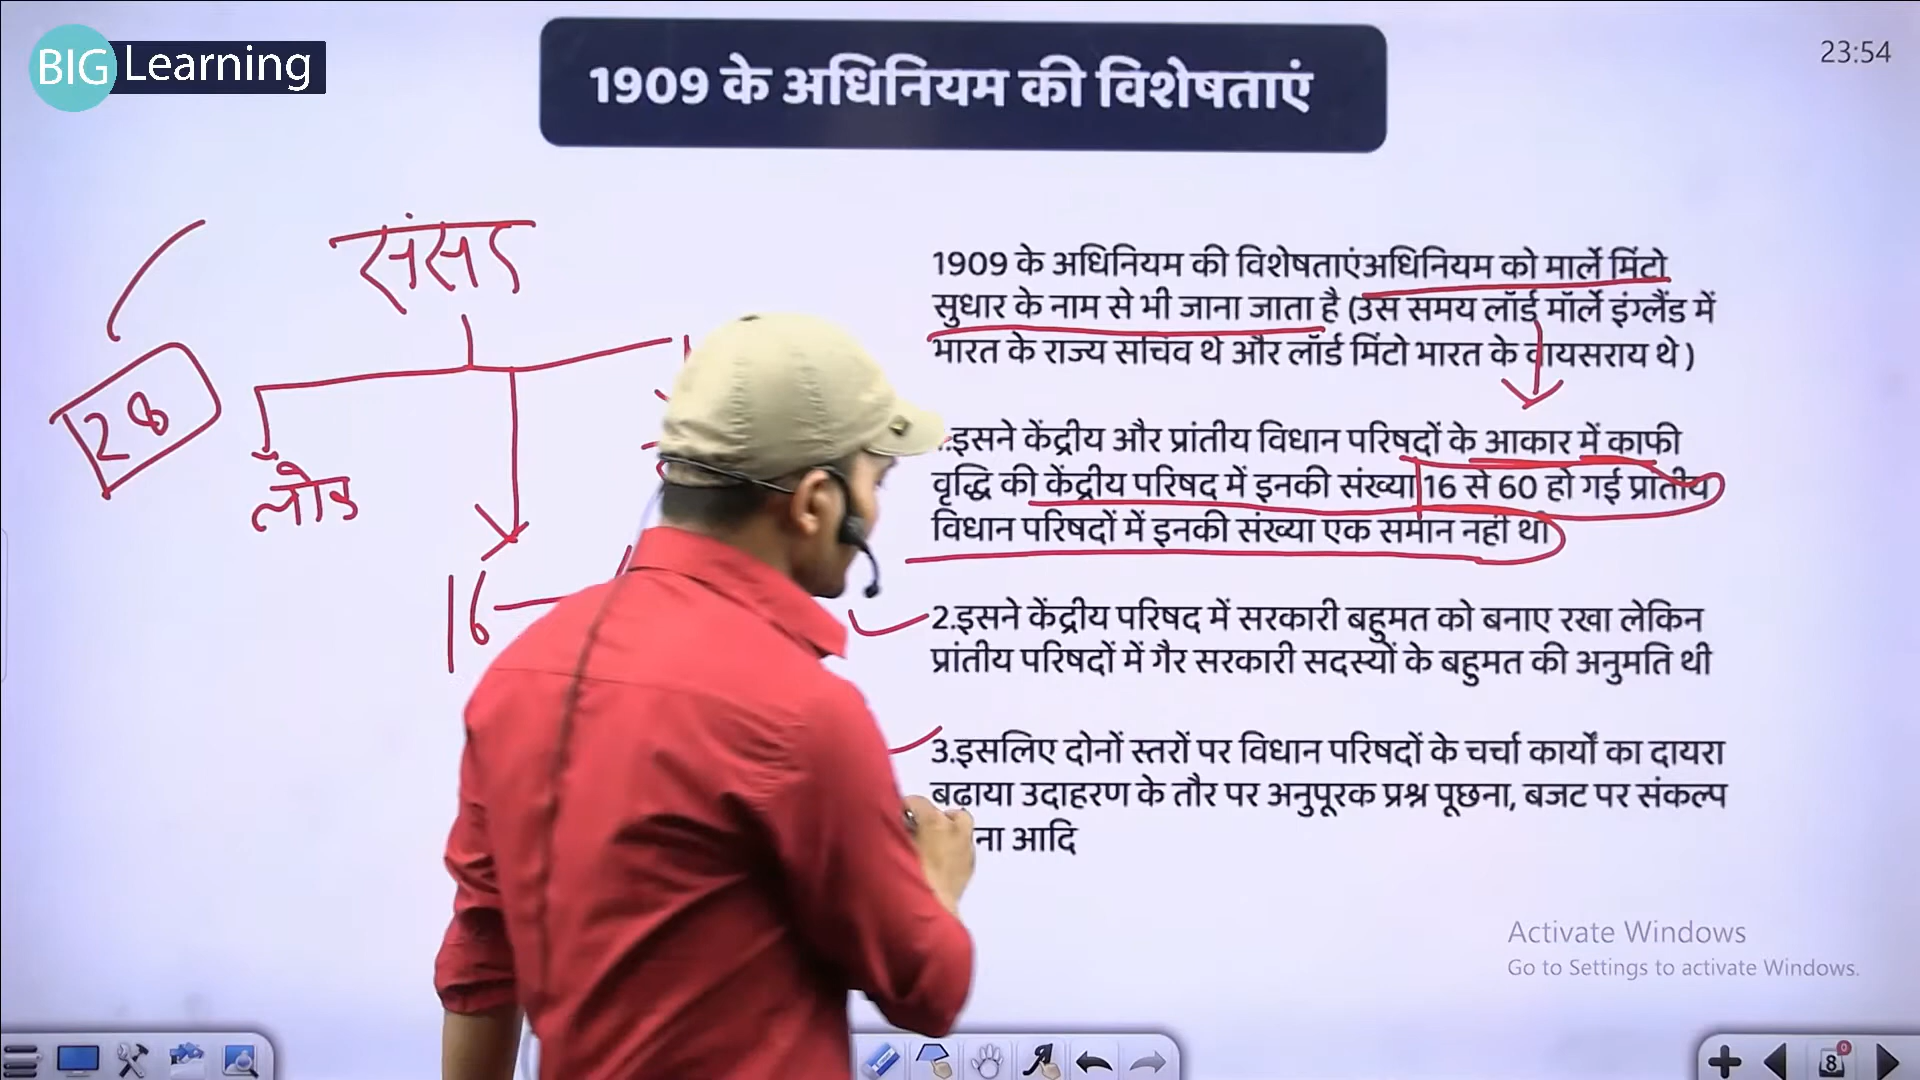 BIG Learning
23:54
1909 के अधिनियम की विशेषताएं
संसद
28
लोक
16
1909 के अधिनियम की विशेषताएंअधिनियम को मार्ले मिंटो
सुधार के नाम से भी जाना जाता है (उस समय लॉर्ड मॉर्ले इंग्लैंड में
भारत के राज्य सचिव थे और लॉर्ड मिंटो भारत के वायसराय थे )
.इसने केंद्रीय और प्रांतीय विधान परिषदों के आकार में काफी
वृद्धि की केंद्रीय परिषद में इनकी संख्या 16 से 60 हो गई प्रांतीय
विधान परिषदों में इनकी संख्या एक समान नहीं थी
2.इसने केंद्रीय परिषद में सरकारी बहुमत को बनाए रखा लेकिन
प्रांतीय परिषदों में गैर सरकारी सदस्यों के बहुमत की अनुमति थी
3.इसलिए दोनों स्तरों पर विधान परिषदों के चर्चा कार्यों का दायरा
बढ़ाया उदाहरण के तौर पर अनुपूरक प्रश्न पूछना, बजट पर संकल्प
ना आदि
Activate Windows
Go to Settings to activate Windows.
8
0